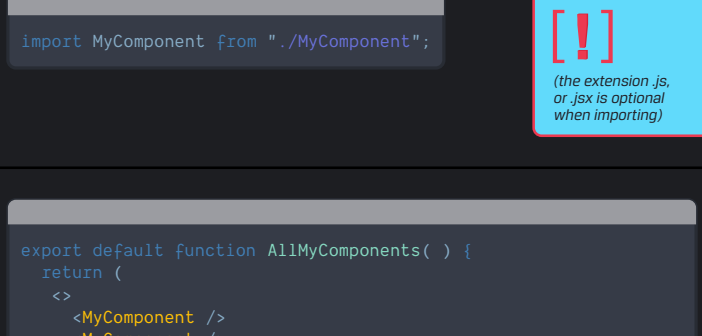 import MyComponent from "./MyComponent";
[!]
(the extension .js,
or .jsx is optional
when importing)
export default function AllMyComponents( ) {
return (
<>
<MyComponent />